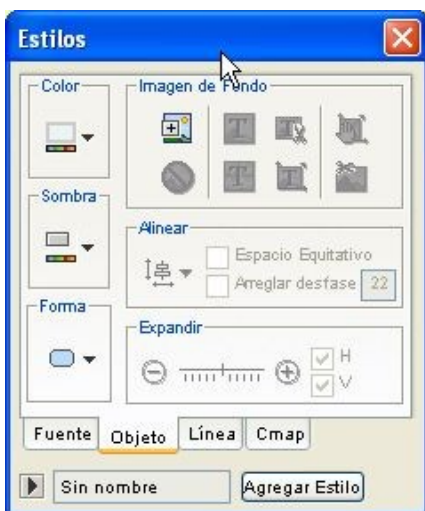 Estilos
Color
Imagen de Fondo
Sombra
Alinear
Espacio Equitativo
Arreglar desfase 22
Forma
Expandir
H
V
Fuente Objeto Línea Cmap
Sin nombre Agregar Estilo